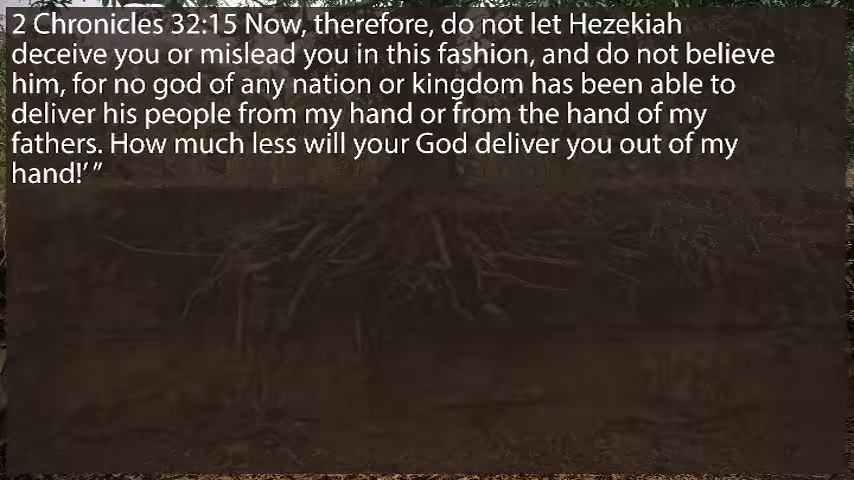 2 Chronicles 32:15 Now, therefore, do not let Hezekiah
deceive you or mislead you in this fashion, and do not believe
him, for no god of any nation or kingdom has been able to
deliver his people from my hand or from the hand of my
fathers. How much less will your God deliver you out of my
hand!’ ”